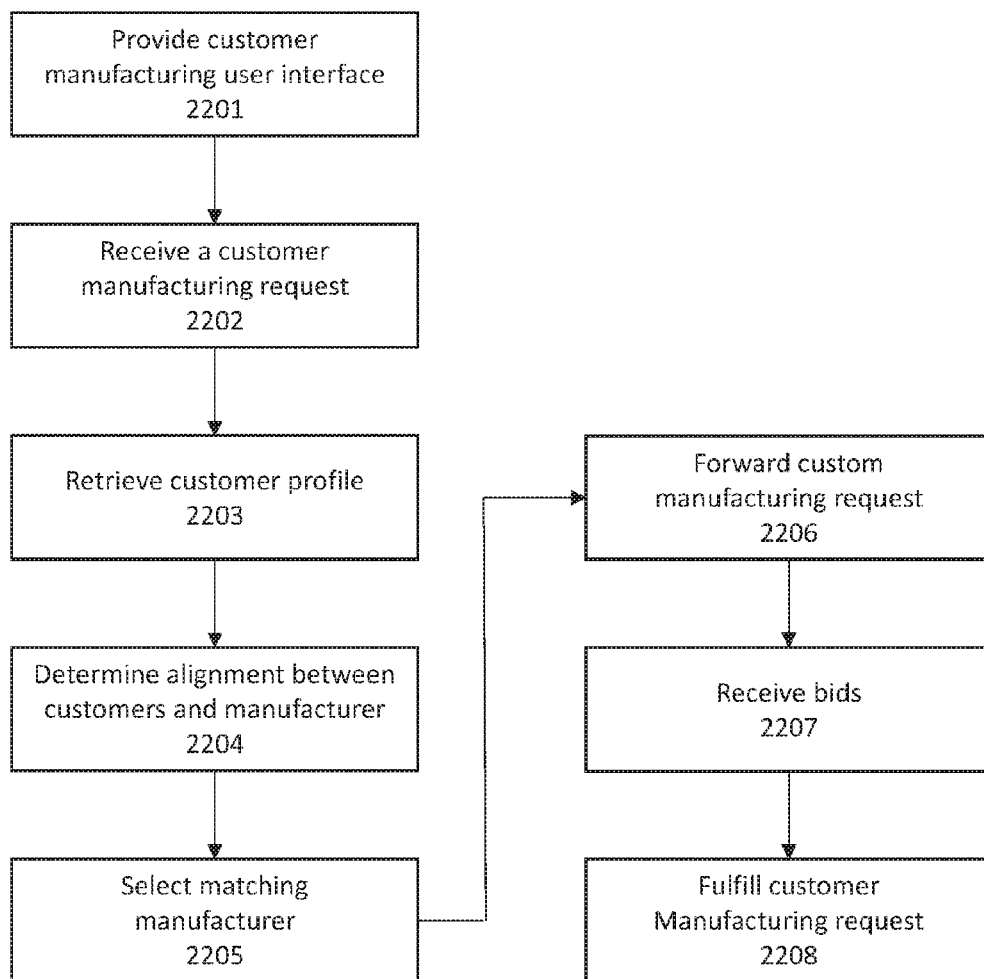 Provide customer
manufacturing user interface
2201
Receive a customer
manufacturing request
2202
Retrieve customer profile
2203
Determine alignment between
customers and manufacturer
2204
Select matching
manufacturer
2205
Forward custom
manufacturing request
2206
Receive bids
2207
Fulfill customer
Manufacturing request
2208